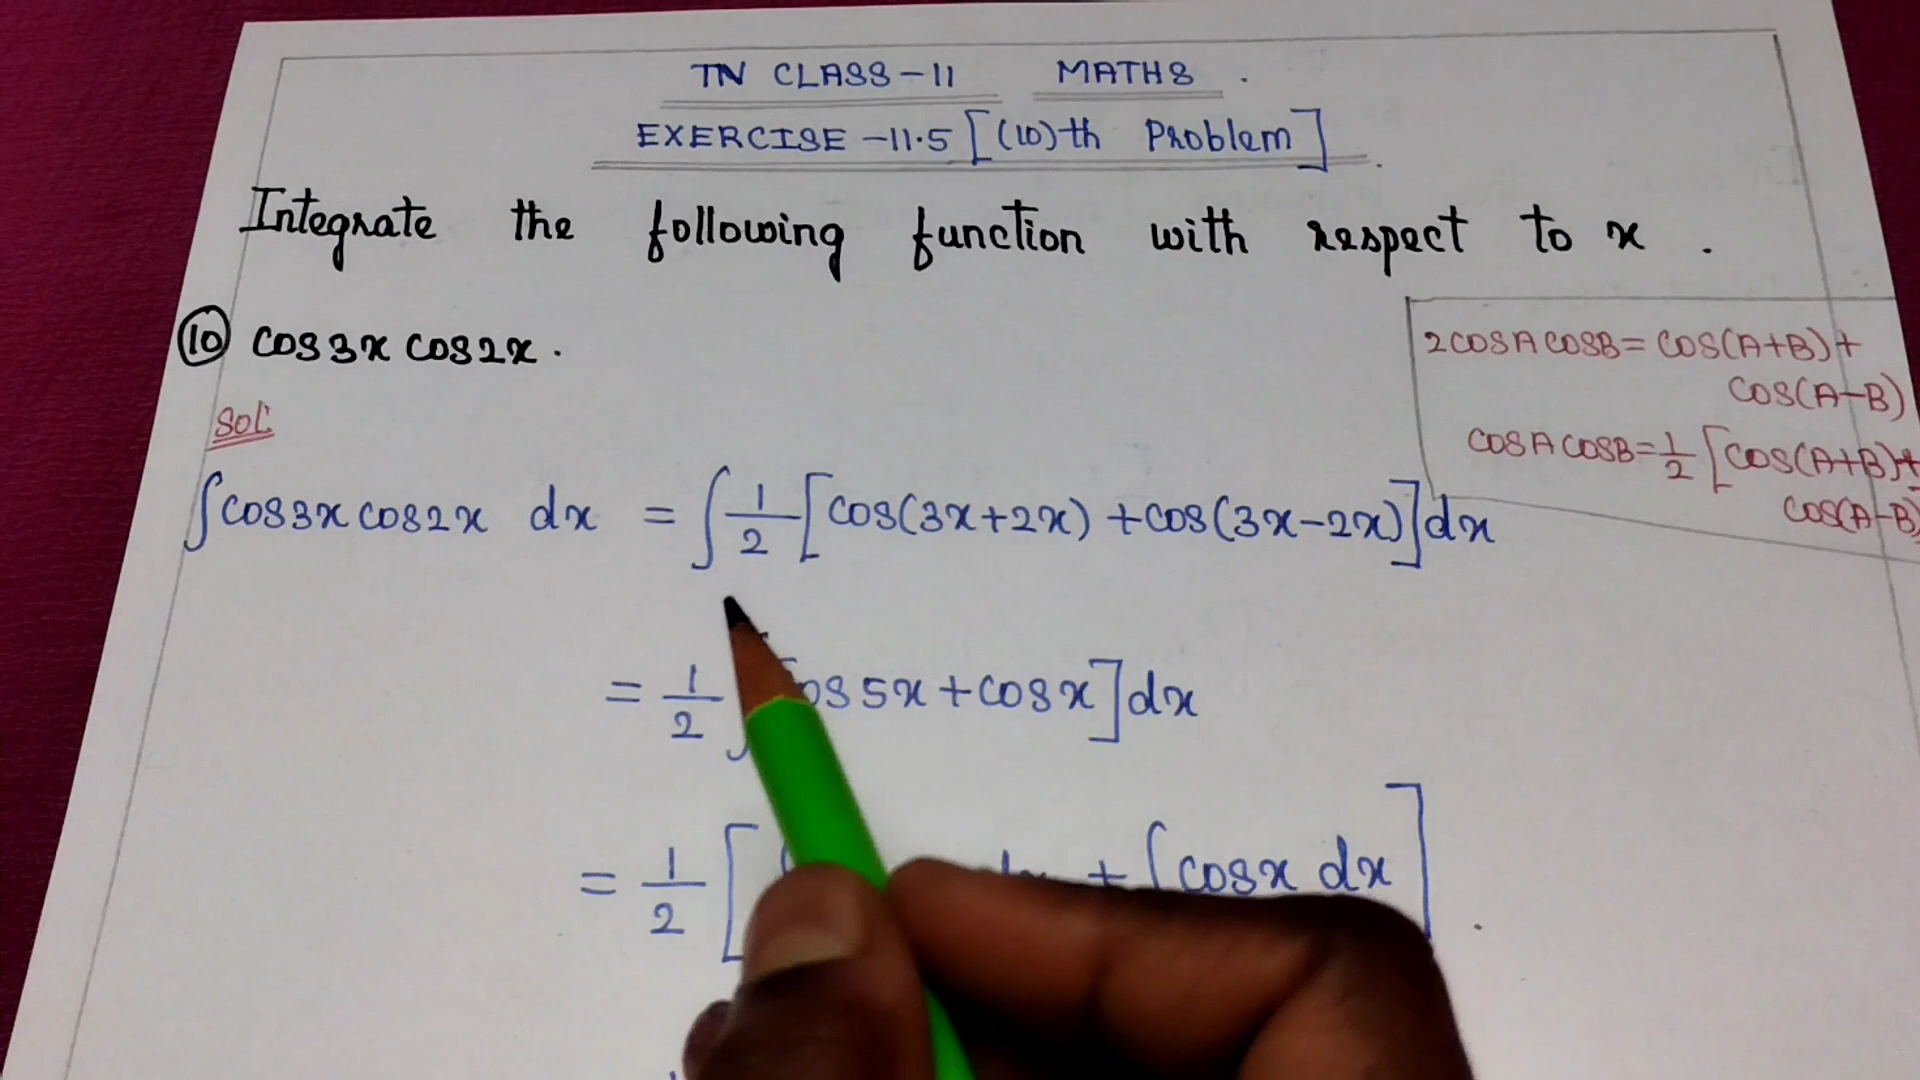 TN CLASS-11 MATHS.
EXERCISE -11.5 [(10)th Problem].
Integrate the following function with respect to x.
(10) cos3x cos2x.
Sol:
2cosA cosB = cos(A+B)+
cos(A-B)
cosA cosB = 1/2 [cos(A+B)+
cos(A-B)
∫cos3x cos2x dx = ∫1/2 [cos(3x+2x) + cos(3x-2x)]dx
= 1/2 5x + cosx]dx
= 1/2 [ + ∫cosx dx].